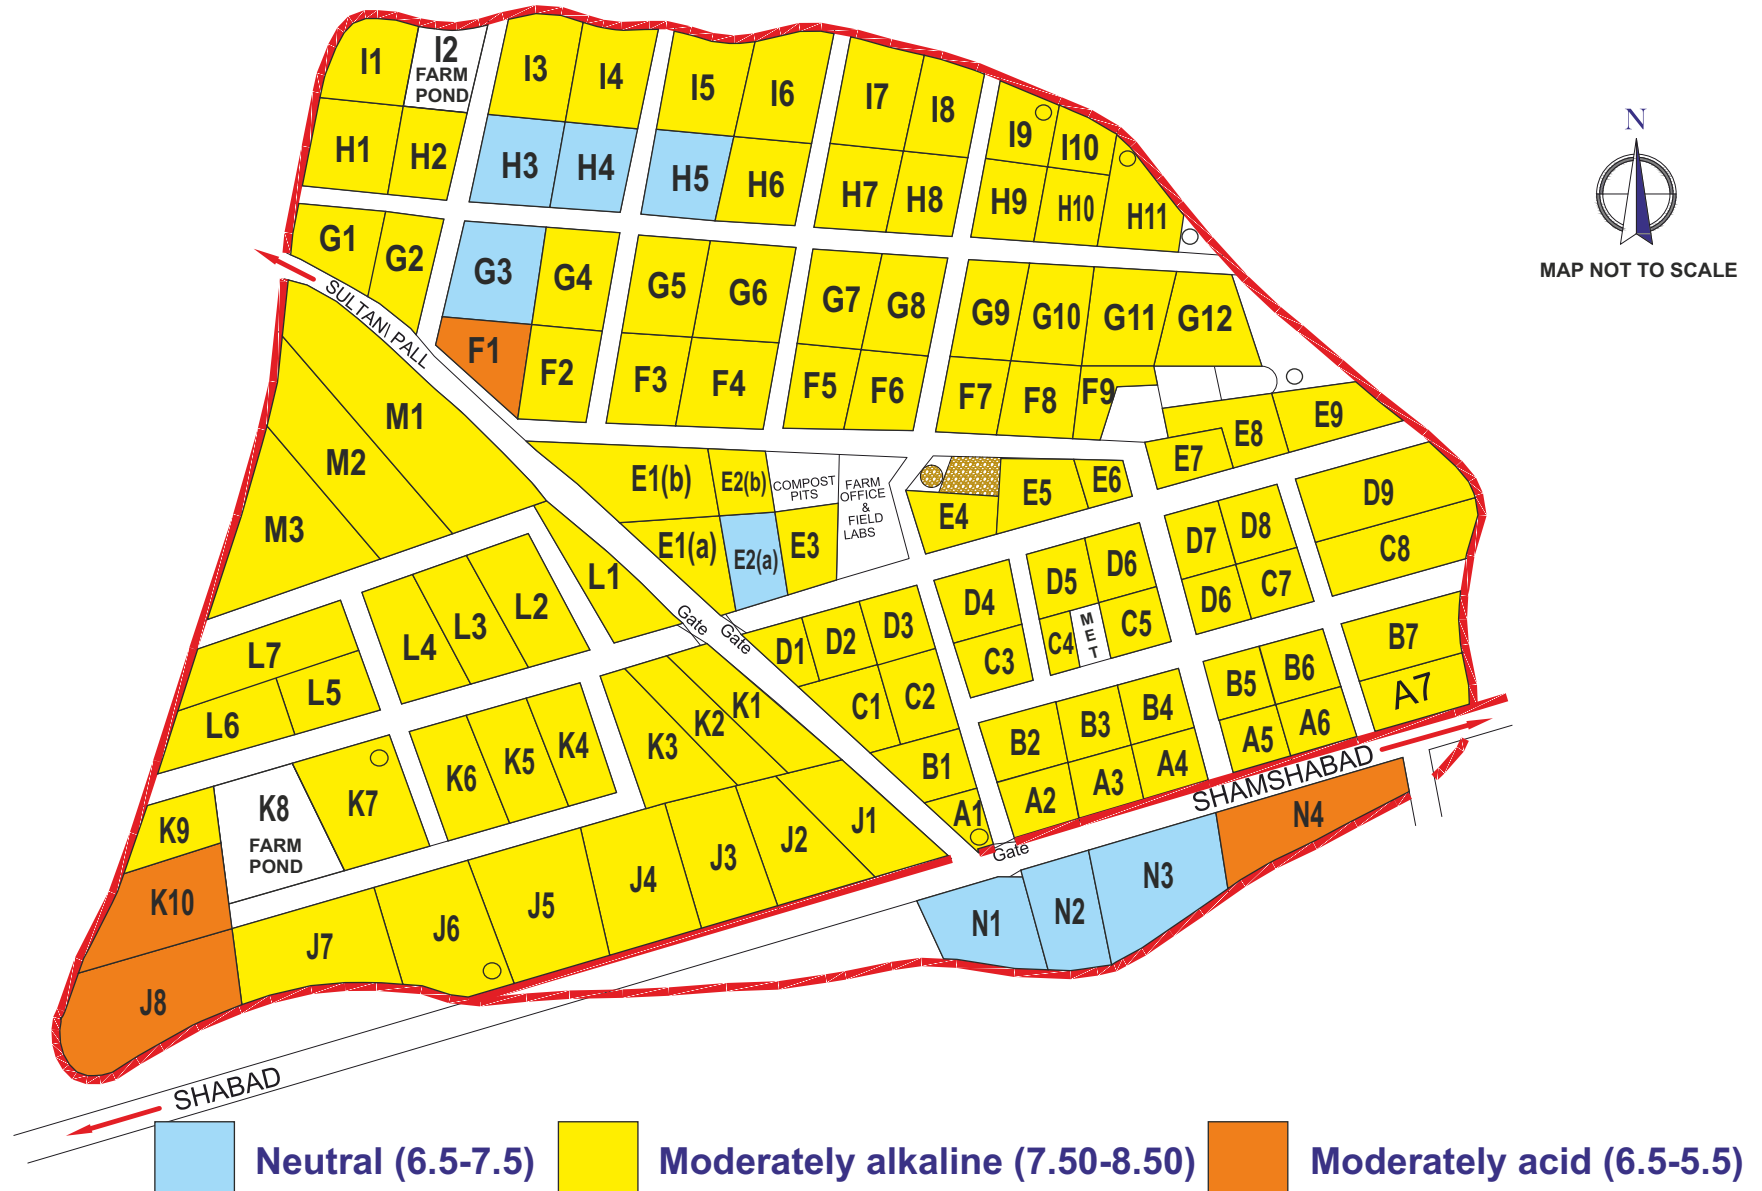 I1
I2
FARM
POND
I3
I4
I5
I6
I7
I8
I9
I10
H1
H2
H3
H4
H5
H6
H7
H8
H9
H10
H11
N
MAP NOT TO SCALE
G1
G2
G3
G4
G5
G6
G7
G8
G9
G10
G11
G12
SULTAN\ PALL
F1
F2
F3
F4
F5
F6
F7
F8
F9
M1
M2
M3
E1(b)
E2(b)
COMPOST
PITS
FARM
OFFICE
&
FIELD
LABS
E4
E5
E6
E7
E8
E9
E1(a)
E2(a)
E3
D9
C8
D7
D8
D6
C7
D5
D6
C4
MET
C5
D4
C3
D1
D2
D3
C1
C2
B1
A1
L1
L2
L3
L4
L7
L5
L6
Gate
Gate
B7
A7
B5
B6
A5
A6
B2
B3
B4
A2
A3
A4
K1
K2
K3
K4
K5
K6
K7
K8
FARM
POND
K9
K10
J1
J2
J3
J4
J5
J6
J7
J8
Gate
SHAMSHABAD
N1
N2
N3
N4
SHABAD
Neutral (6.5-7.5)
Moderately alkaline (7.50-8.50)
Moderately acid (6.5-5.5)